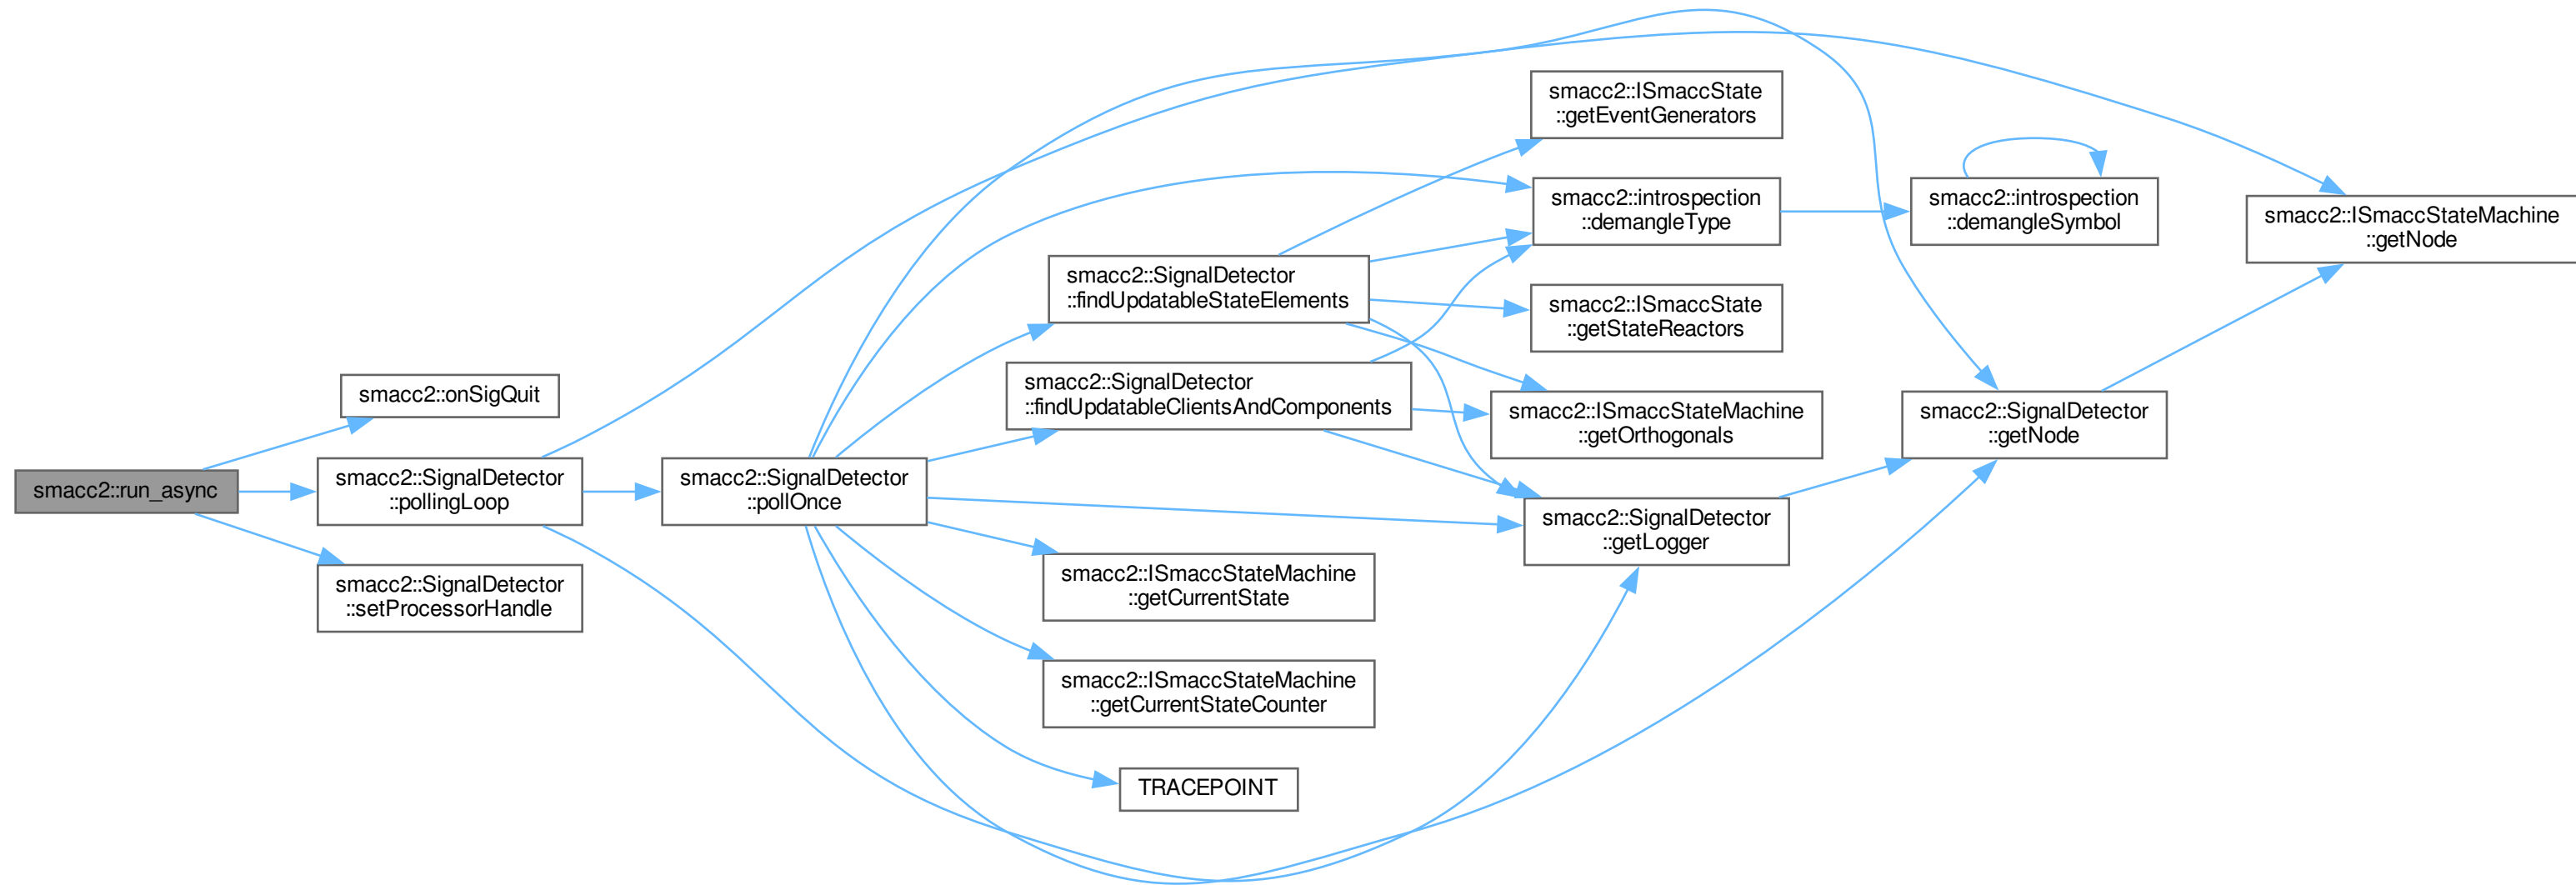 smacc2::run_async
smacc2::onSigQuit
smacc2::SignalDetector
::pollingLoop
smacc2::SignalDetector
::setProcessorHandle
smacc2::SignalDetector
::pollOnce
smacc2::SignalDetector
::findUpdatableStateElements
smacc2::SignalDetector
::findUpdatableClientsAndComponents
smacc2::ISmaccStateMachine
::getCurrentState
smacc2::ISmaccStateMachine
::getCurrentStateCounter
TRACEPOINT
smacc2::ISmaccState
::getEventGenerators
smacc2::introspection
::demangleType
smacc2::ISmaccState
::getStateReactors
smacc2::ISmaccStateMachine
::getOrthogonals
smacc2::SignalDetector
::getLogger
smacc2::introspection
::demangleSymbol
smacc2::SignalDetector
::getNode
smacc2::ISmaccStateMachine
::getNode